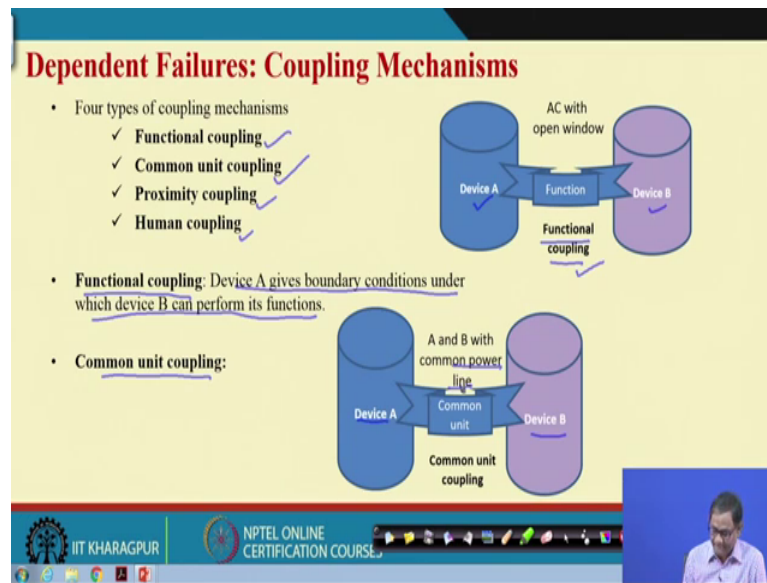 Dependent Failures: Coupling Mechanisms
• Four types of coupling mechanisms
✓ Functional coupling
✓ Common unit coupling
✓ Proximity coupling
✓ Human coupling
AC with
open window
Device A
Function
Device B
Functional
coupling
• Functional coupling: Device A gives boundary conditions under
which device B can perform its functions.
• Common unit coupling:
A and B with
common power
line
Device A
Common
unit
Device B
Common unit
coupling
IIT KHARAGPUR
NPTEL ONLINE
CERTIFICATION COURSES